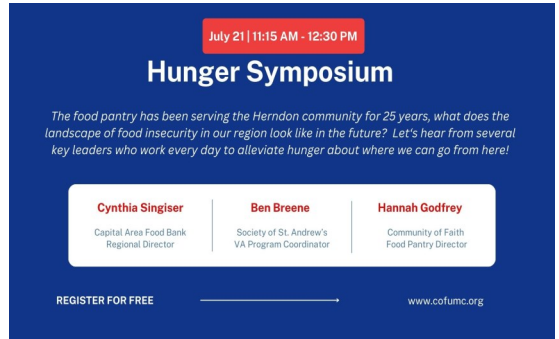 July 21 | 11:15 AM - 12:30 PM
Hunger Symposium
The food pantry has been serving the Herndon community for 25 years, what does the
landscape of food insecurity in our region look like in the future? Let's hear from several
key leaders who work every day to alleviate hunger about where we can go from here!
Cynthia Singiser
Capital Area Food Bank
Regional Director
Ben Breene
Society of St. Andrew's
VA Program Coordinator
Hannah Godfrey
Community of Faith
Food Pantry Director
REGISTER FOR FREE
www.cofumc.org